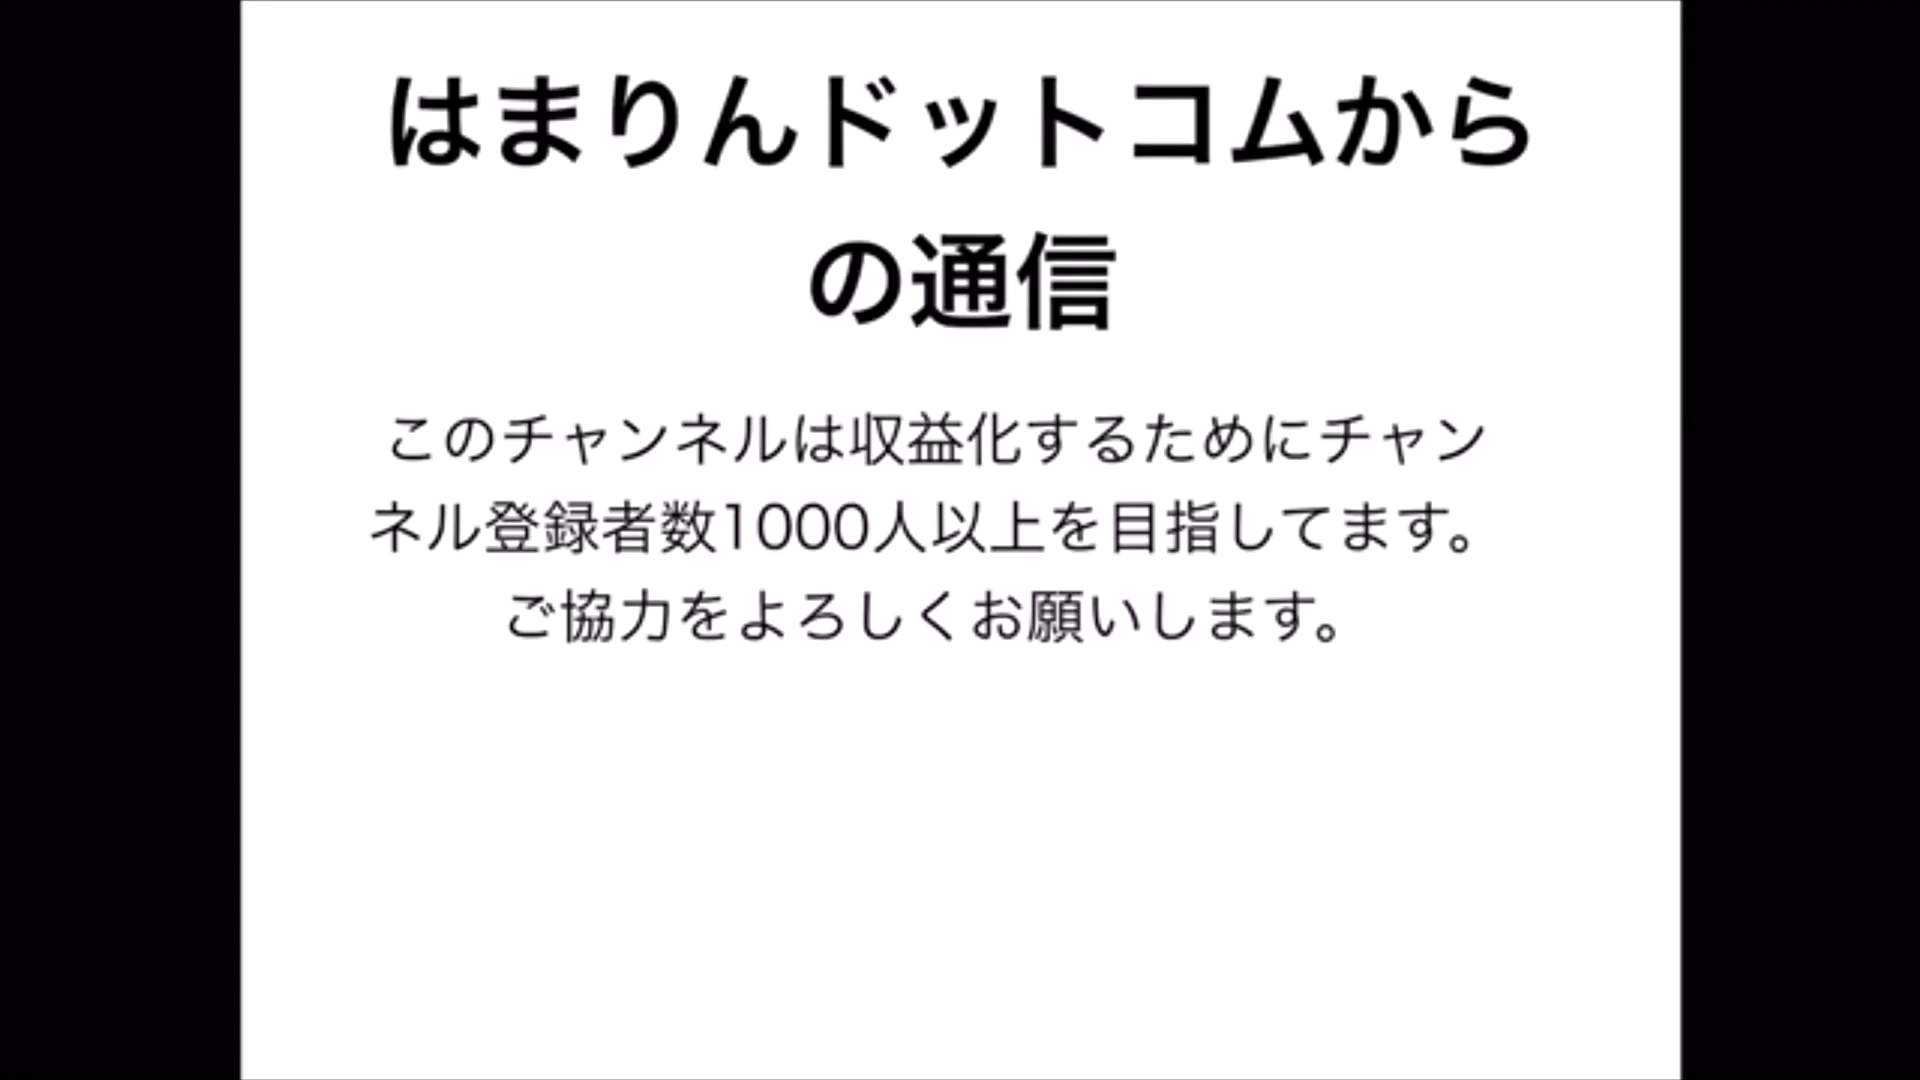 はまりんドットコムから
の通信
このチャンネルは収益化するためにチャン
ネル登録者数1000人以上を目指してます。
ご協力をよろしくお願いします。